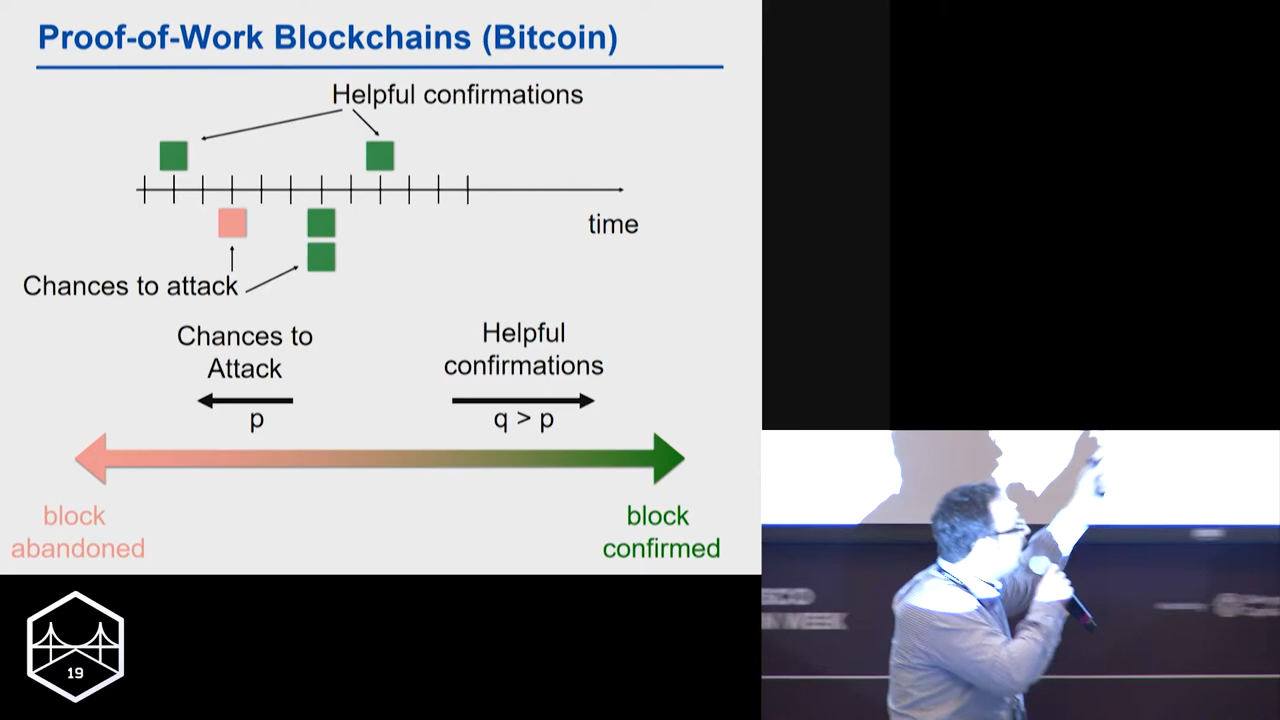 Proof-of-Work Blockchains (Bitcoin)
Helpful confirmations
time
Chances to attack
Chances to
Attack
Helpful
confirmations
p
q > p
block
abandoned
block
confirmed
19
WEEK